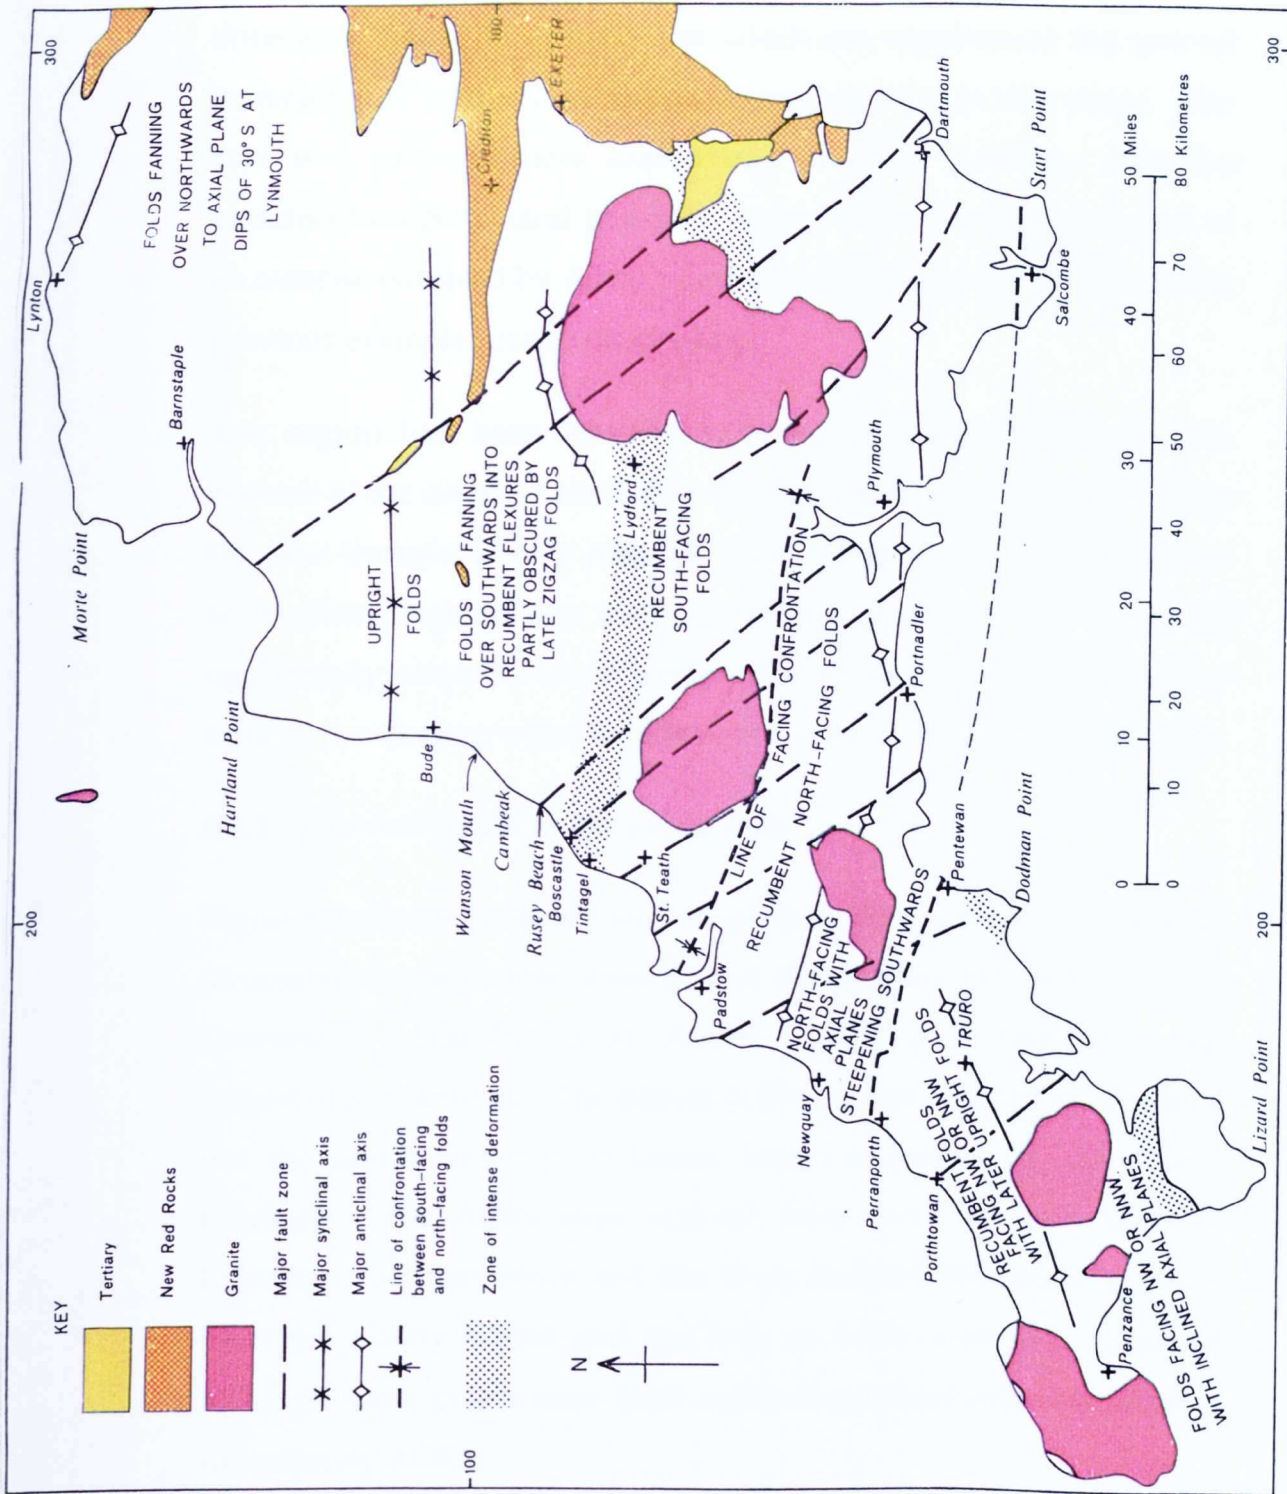 300
Lynton
FOLDS FANNING
OVER NORTHWARDS
TO AXIAL PLANE
DIPS OF 30° S AT
LYNMOUTH
Morte Point
Barnstaple
Crediton
100
EXETER
Hartland Point
UPRIGHT
FOLDS
Bude
Wanson Mouth
Cambeak
Rusey Beach
Boscastle
Tintagel
FOLDS FANNING
OVER SOUTHWARDS INTO
RECUMBENT FLEXURES
PARTLY OBSCURED BY
LATE ZIGZAG FOLDS
Lydford
RECUMBENT
SOUTH-FACING
FOLDS
St. Teath
Padstow
LINE OF FACING CONFRONTATION
RECUMBENT NORTH-FACING FOLDS
Plymouth
Dartmouth
Start Point
Salcombe
Portnadler
Newquay
NORTH-FACING
FOLDS WITH
AXIAL
PLANES
STEEPENING SOUTHWARDS
Pentewan
Dodman Point
Perranporth
Porthtowan
TRURO
RECUMBENT FOLDS
FACING NW OR NNW
WITH LATER UPRIGHT FOLDS
FOLDS FACING NW OR NNW
WITH INCLINED AXIAL PLANES
Penzance
Lizard Point
200
100
KEY
Tertiary
New Red Rocks
Granite
Major fault zone
Major synclinal axis
Major anticlinal axis
Line of confrontation
between south-facing
and north-facing folds
Zone of intense deformation
N
0 10 20 30 40 50 Miles
0 10 20 30 40 50 60 70 80 Kilometres
200
300